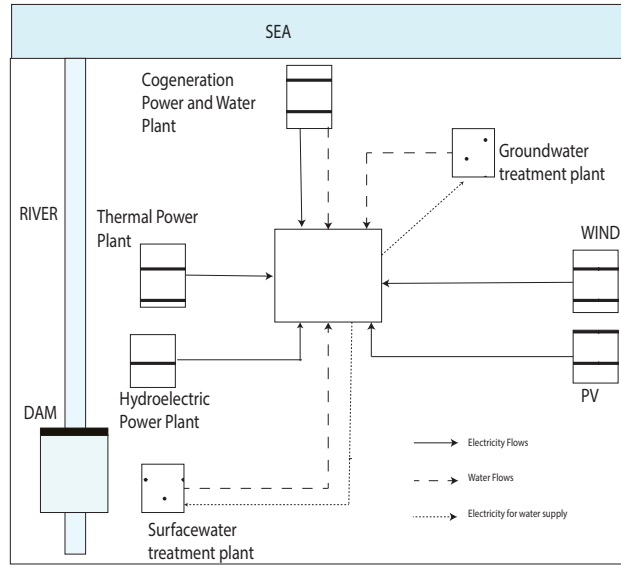 SEA
Cogeneration
Power and Water
Plant
Groundwater
treatment plant
RIVER
Thermal Power
Plant
WIND
Hydroelectric
Power Plant
PV
DAM
Electricity Flows
Water Flows
Electricity for water supply
Surfacewater
treatment plant